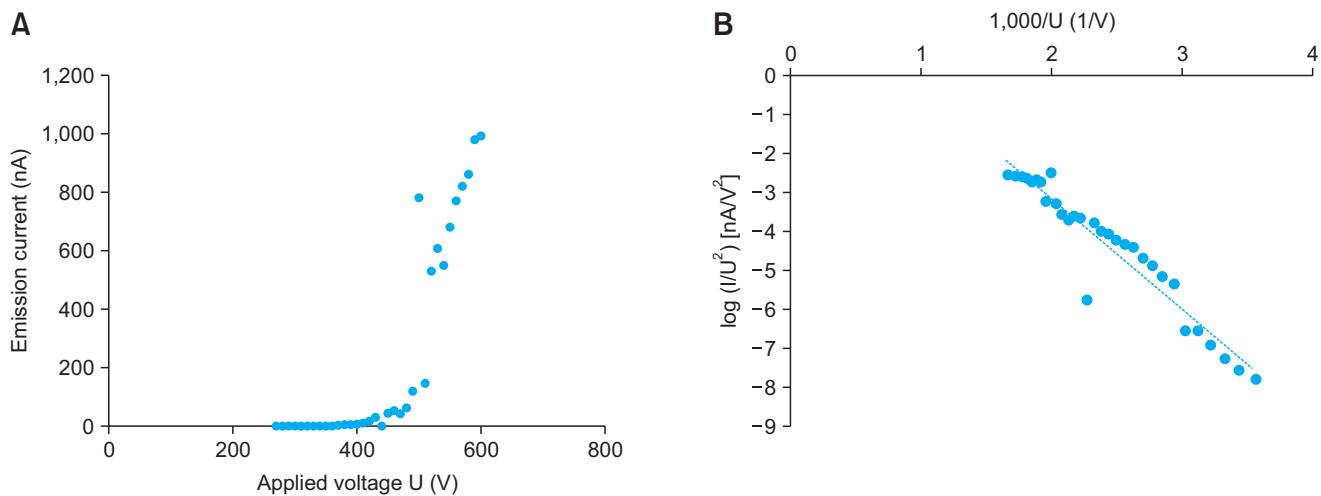 A
1,200
1,000
800
600
400
200
0
0 200 400 600 800
Emission current (nA)
Applied voltage U (V)
B
1,000/U (1/V)
0 1 2 3 4
0
−1
−2
−3
−4
−5
−6
−7
−8
−9
log (I/U²) [nA/V²]